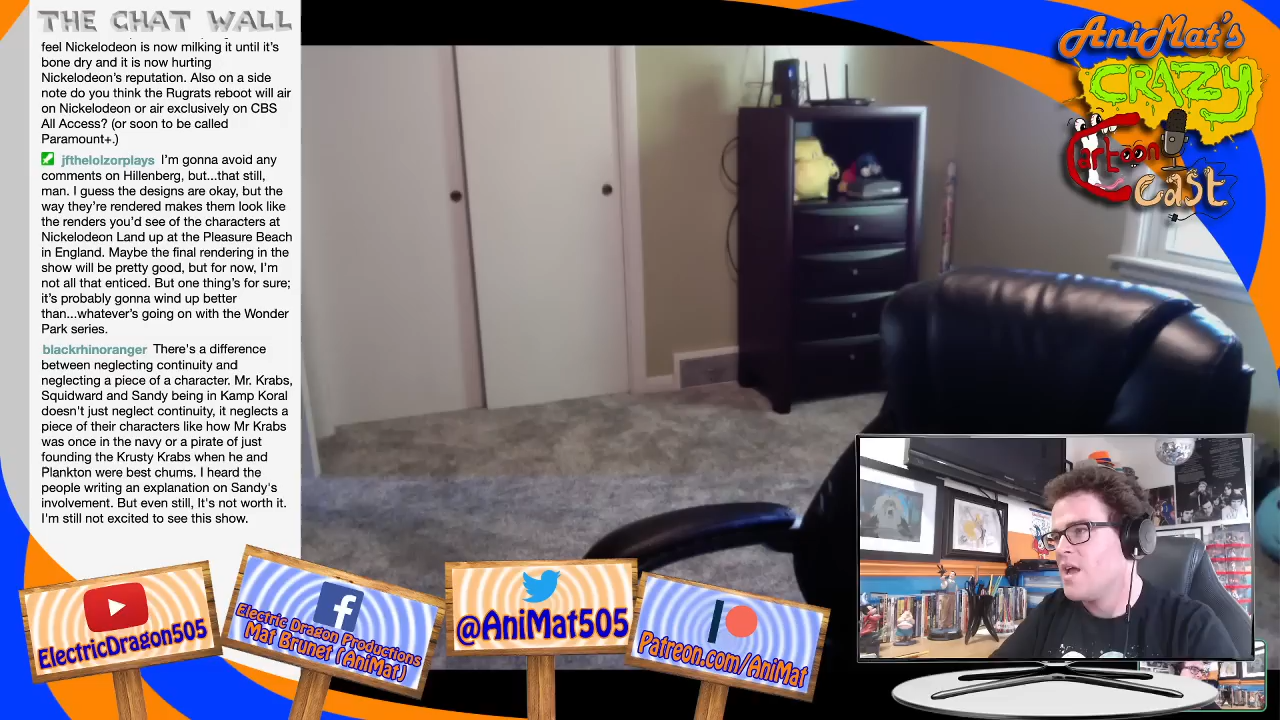 THE CHAT WALL
feel Nickelodeon is now milking it until it's
bone dry and it is now hurting
Nickelodeon's reputation. Also on a side
note do you think the Rugrats reboot will air
on Nickelodeon or air exclusively on CBS
All Access? (or soon to be called
Paramount+.)
jfthelolzorplays I'm gonna avoid any
comments on Hillenberg, but...that still,
man. I guess the designs are okay, but the
way they're rendered makes them look like
the renders you'd see of the characters at
Nickelodeon Land up at the Pleasure Beach
in England. Maybe the final rendering in the
show will be pretty good, but for now, I'm
not all that enticed. But one thing's for sure;
it's probably gonna wind up better
than...whatever's going on with the Wonder
Park series.
blackrhinoranger There's a difference
between neglecting continuity and
neglecting a piece of a character. Mr. Krabs,
Squidward and Sandy being in Kamp Koral
doesn't just neglect continuity, it neglects a
piece of their characters like how Mr Krabs
was once in the navy or a pirate of just
founding the Krusty Krabs when he and
Plankton were best chums. I heard the
people writing an explanation on Sandy's
involvement. But even still, It's not worth it.
I'm still not excited to see this show.
AniMat's
CRAZY
Cartoon
Cast
ElectricDragon505
Electric Dragon Productions
Mat Brunet (AniMat)
@AniMat505
Patreon.com/AniMat